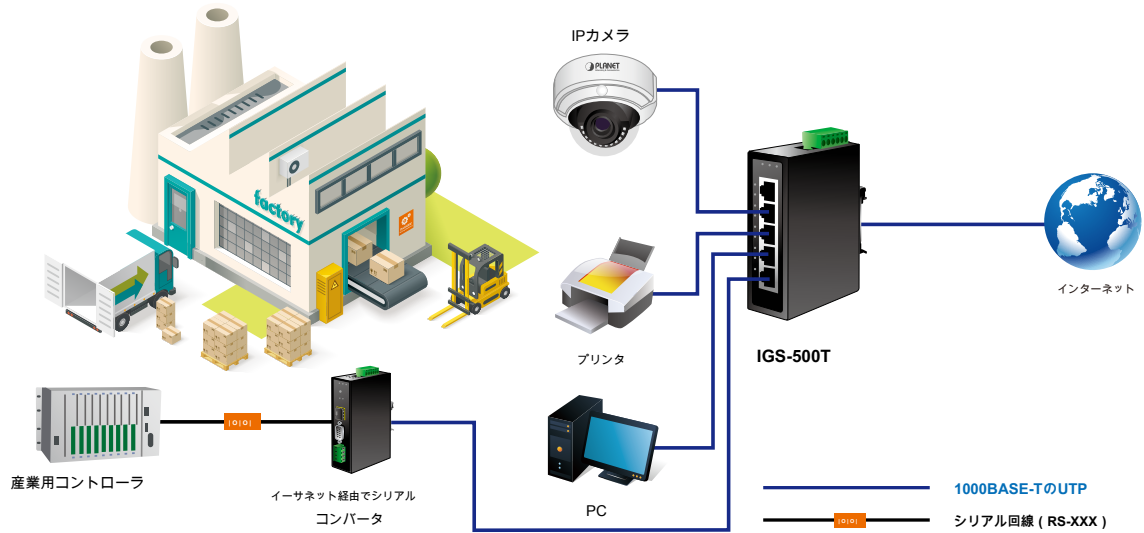 IPカメラ
PLANET
factory
プリンタ
IGS-500T
インターネット
|0|0|
産業用コントローラ
イーサネット経由でシリアル
コンバータ
PC
1000BASE-TのUTP
|0|0|
シリアル回線 ( RS-XXX )